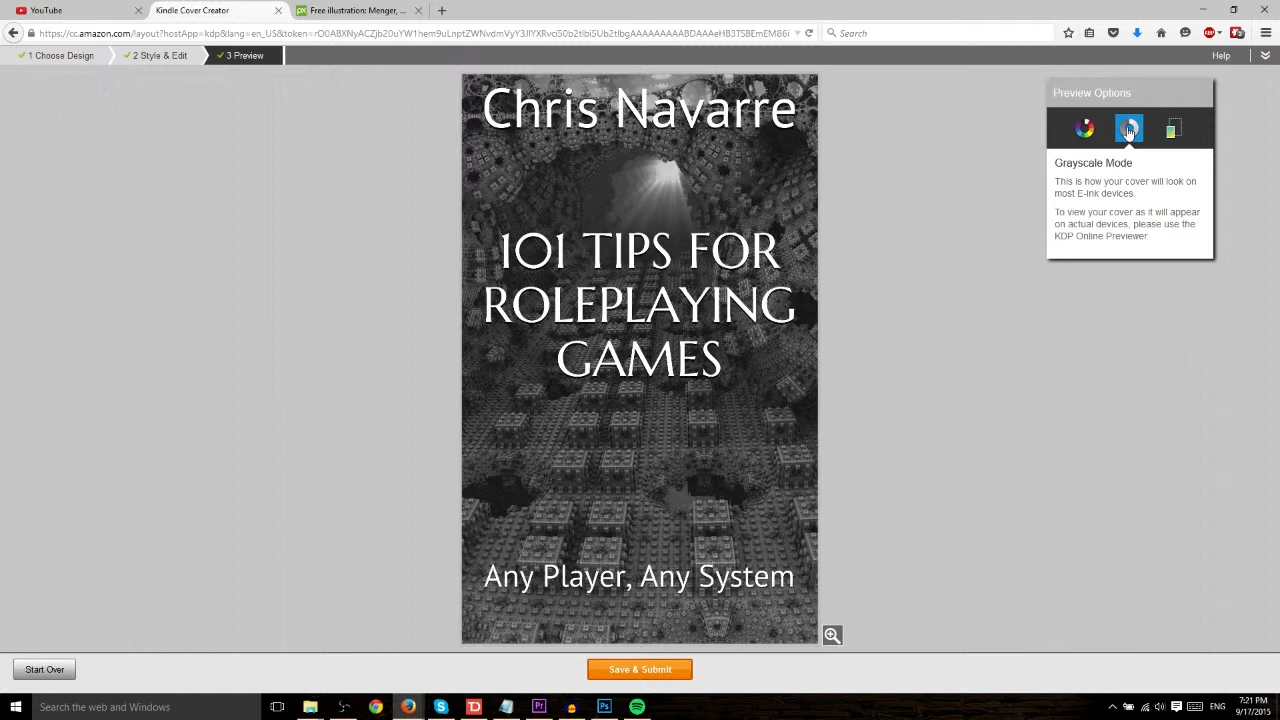 YouTube
Kindle Cover Creator
Free illustration: Menger, ...
Search
1 Choose Design
2 Style & Edit
3 Preview
Help
Chris Navarre
101 TIPS FOR
ROLEPLAYING
GAMES
Any Player, Any System
Preview Options
Grayscale Mode
This is how your cover will look on
most E-Ink devices.
To view your cover as it will appear
on actual devices, please use the
KDP Online Previewer.
Start Over
Save & Submit
Search the web and Windows
ENG
7:21 PM
9/17/2015